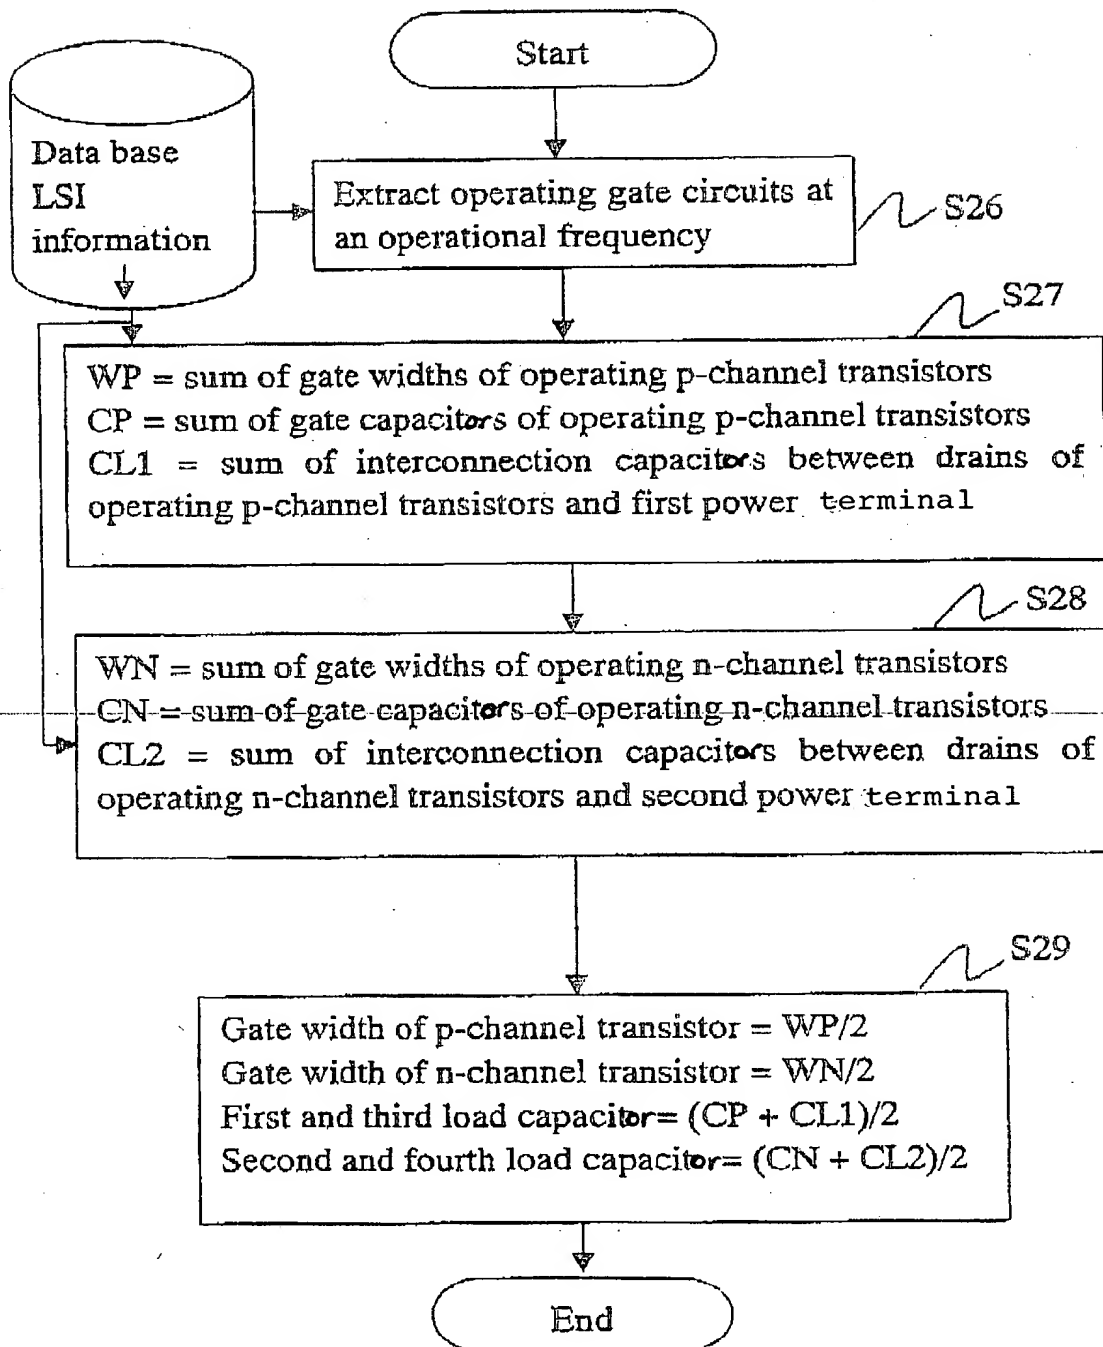 Start
Data base
LSI
information
Extract operating gate circuits at
an operational frequency
S26
S27
WP = sum of gate widths of operating p-channel transistors
CP = sum of gate capacitors of operating p-channel transistors
CL1 = sum of interconnection capacitors between drains of
operating p-channel transistors and first power terminal
S28
WN = sum of gate widths of operating n-channel transistors
CN = sum of gate capacitors of operating n-channel transistors
CL2 = sum of interconnection capacitors between drains of
operating n-channel transistors and second power terminal
S29
Gate width of p-channel transistor = WP/2
Gate width of n-channel transistor = WN/2
First and third load capacitor= (CP + CL1)/2
Second and fourth load capacitor= (CN + CL2)/2
End